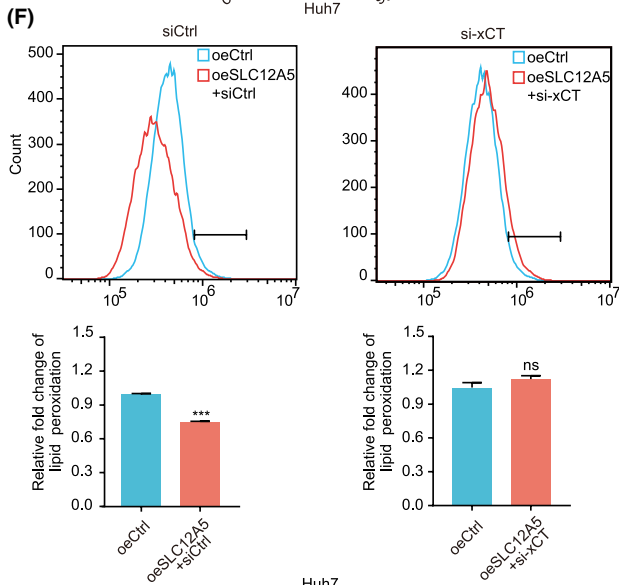 Huh7
(F)
siCtrl
500
400
300
200
100
0
Count
oeCtrl
oeSLC12A5
+siCtrl
10^5
10^6
10^7
si-xCT
400
300
200
100
0
oeCtrl
oeSLC12A5
+si-xCT
10^5
10^6
10^7
Relative fold change of
lipid peroxidation
1.5
1.2
0.9
0.6
0.3
0.0
***
oeCtrl
oeSLC12A5
+siCtrl
Relative fold change of
lipid peroxidation
1.5
1.2
0.9
0.6
0.3
0.0
ns
oeCtrl
oeSLC12A5
+si-xCT
Huh7